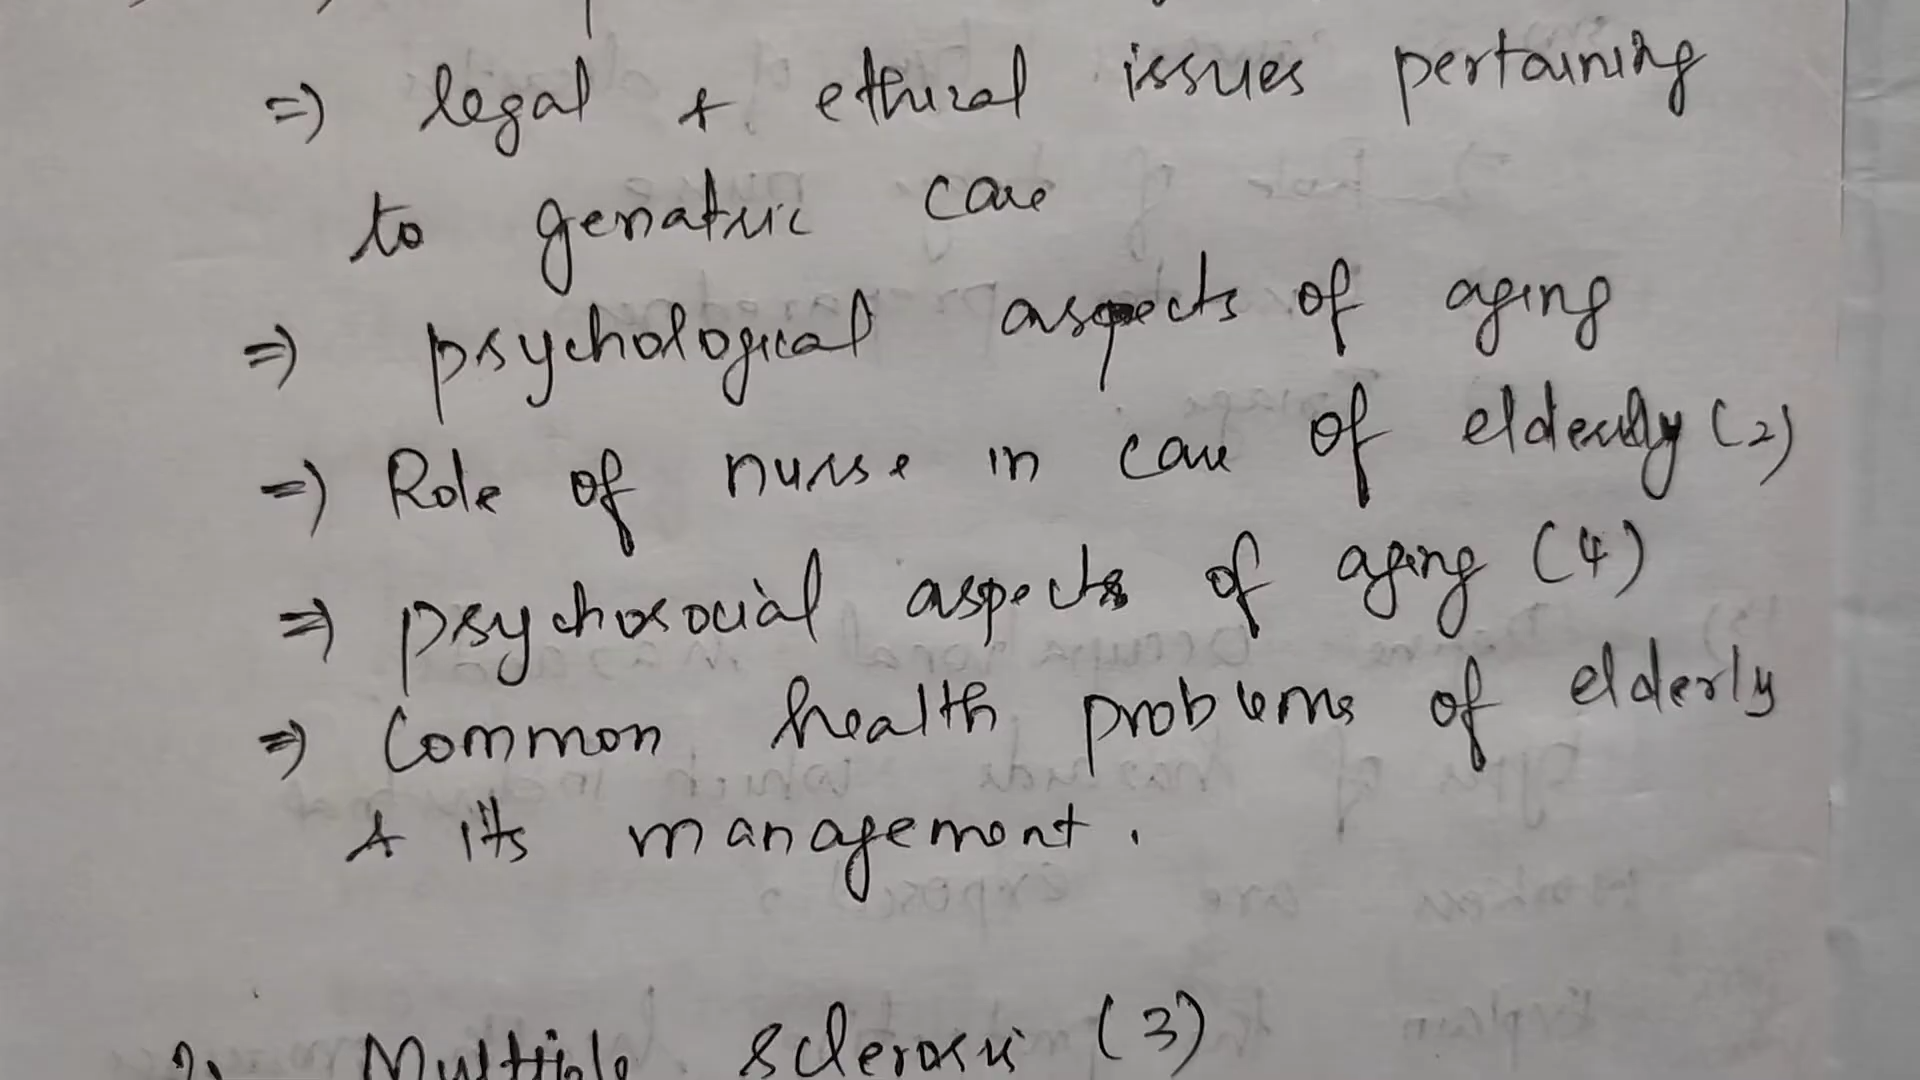 =) legal & ethical issues pertaining
to geriatric care
=) psychological aspects of aging
=) Role of nurse in care of elderly (2)
=) psychosocial aspects of aging (4)
=) Common health problems of elderly
& its management.
Multiple sclerosis (3)